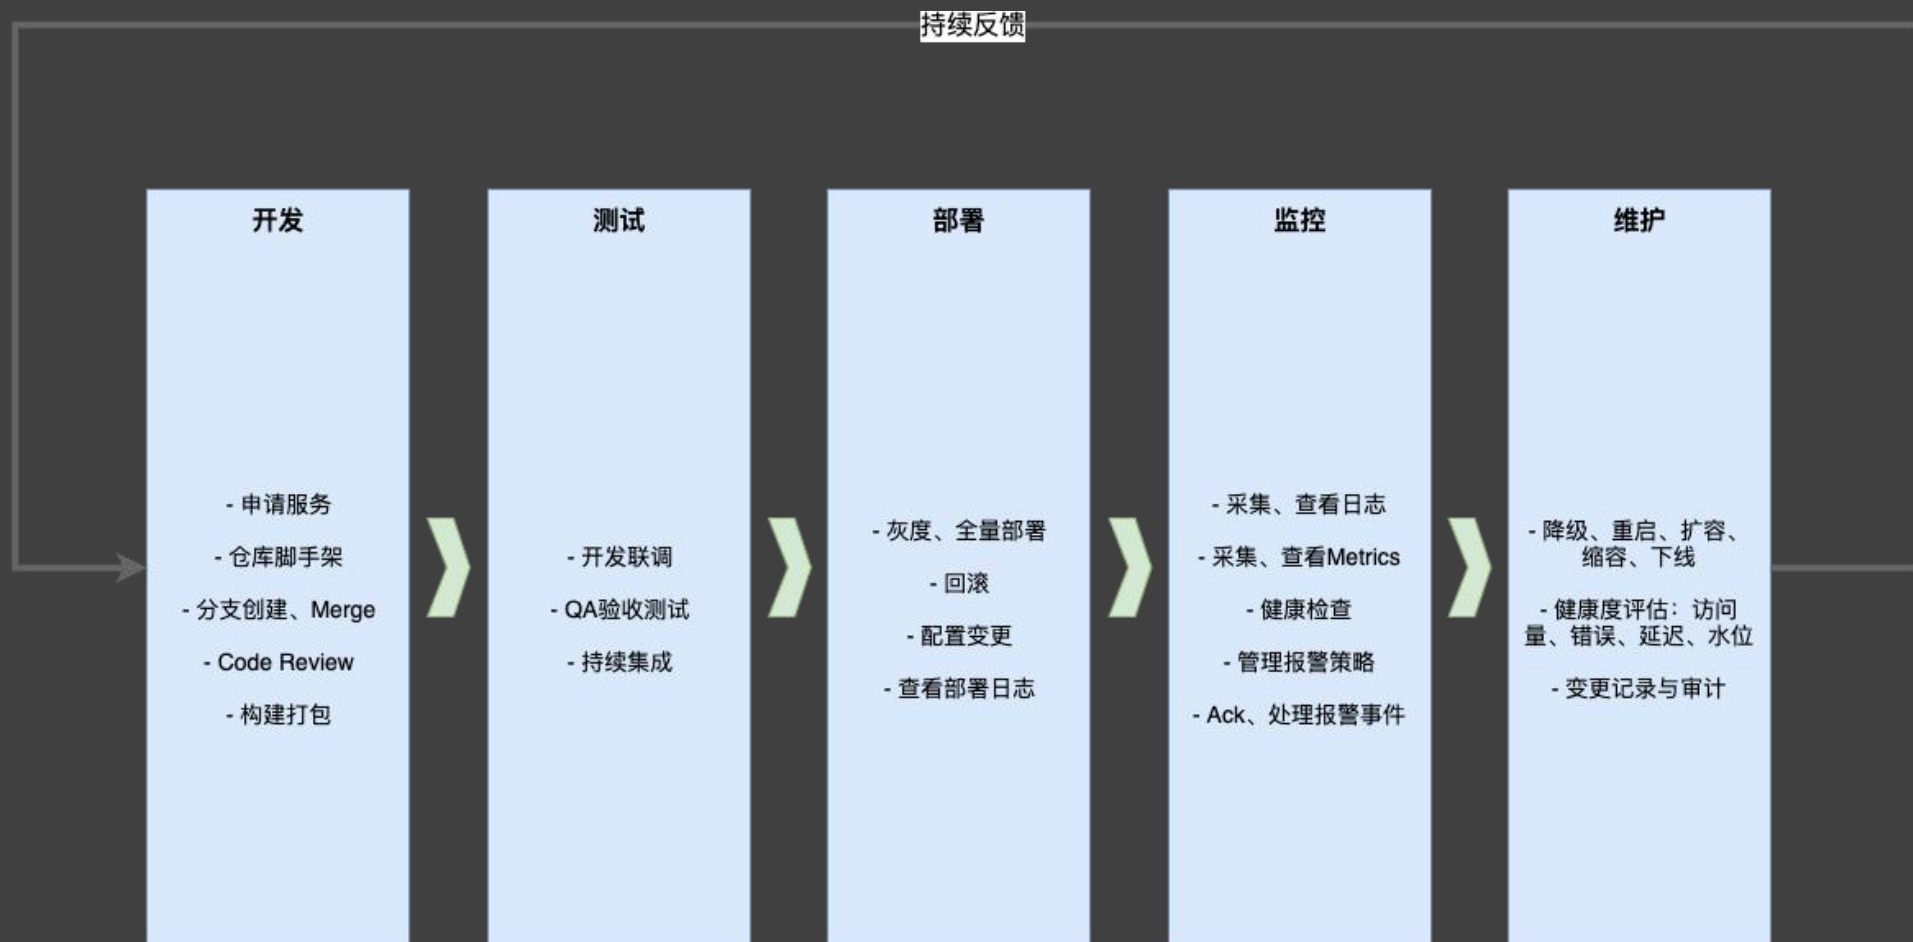 持续反馈
开发
- 申请服务
- 仓库脚手架
- 分支创建、Merge
- Code Review
- 构建打包
测试
- 开发联调
- QA验收测试
- 持续集成
部署
- 灰度、全量部署
- 回滚
- 配置变更
- 查看部署日志
监控
- 采集、查看日志
- 采集、查看Metrics
- 健康检查
- 管理报警策略
- Ack、处理报警事件
维护
- 降级、重启、扩容、
缩容、下线
- 健康度评估：访问
量、错误、延迟、水位
- 变更记录与审计